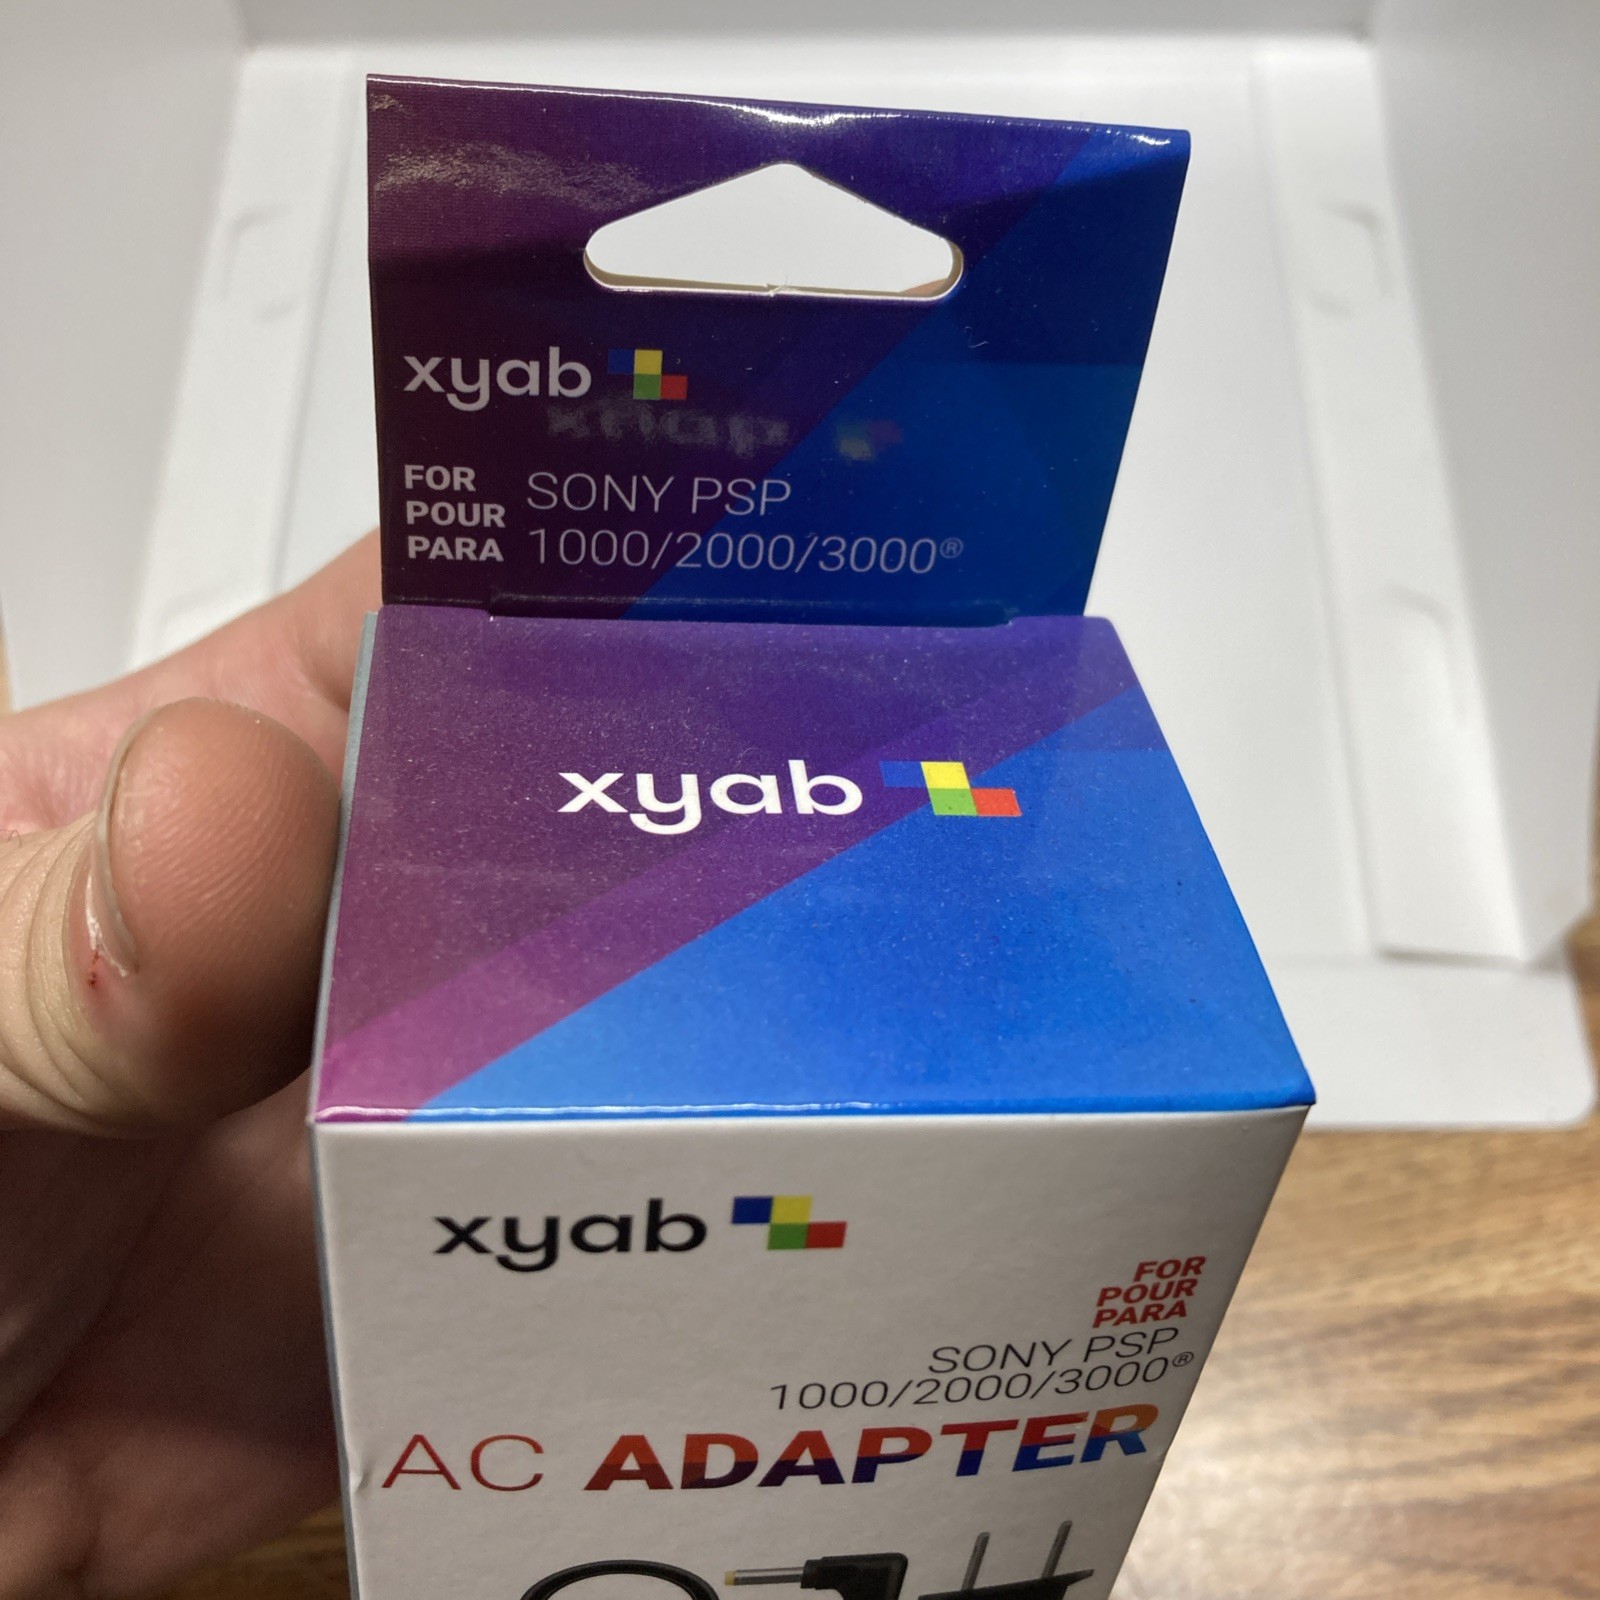 xyab
FOR
POUR
PARA
SONY PSP
1000/2000/3000®
xyab
xyab
FOR
POUR
PARA
SONY PSP
1000/2000/3000®
AC ADAPTER